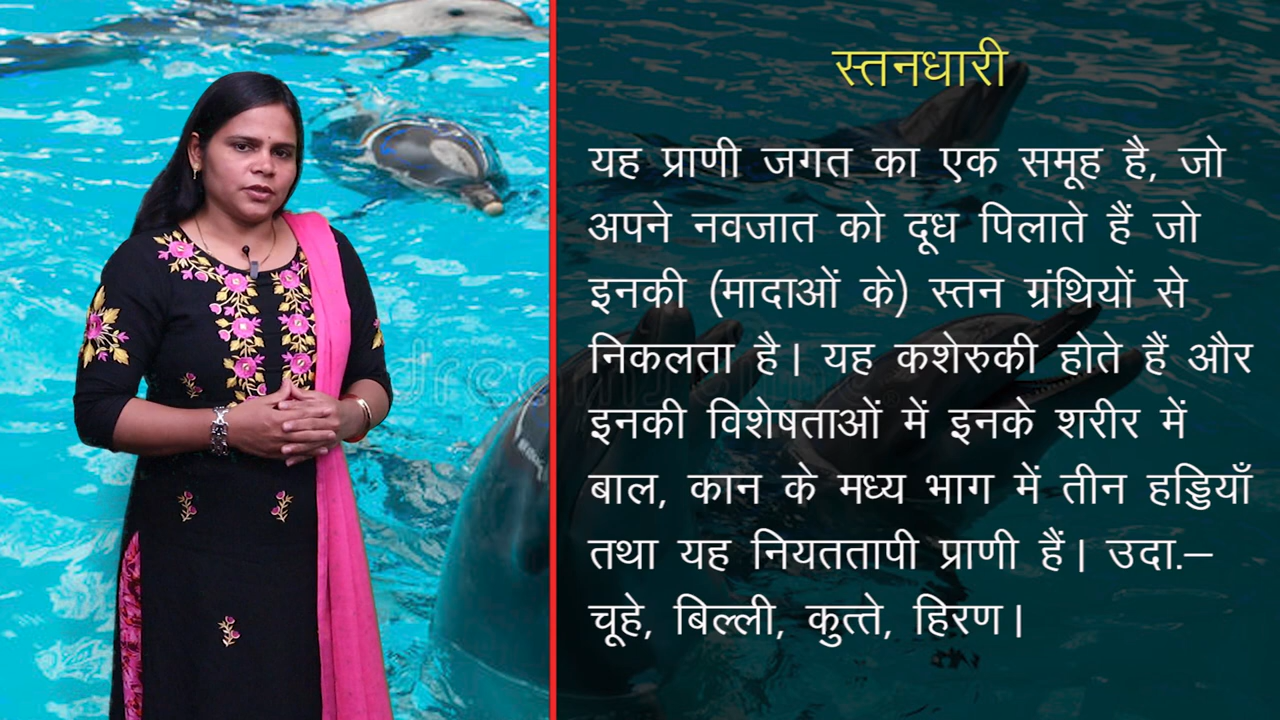 स्तनधारी
यह प्राणी जगत का एक समूह है, जो
अपने नवजात को दूध पिलाते हैं जो
इनकी (मादाओं के) स्तन ग्रंथियों से
निकलता है। यह कशेरुकी होते हैं और
इनकी विशेषताओं में इनके शरीर में
बाल, कान के मध्य भाग में तीन हड्डियाँ
तथा यह नियततापी प्राणी हैं। उदा.–
चूहे, बिल्ली, कुत्ते, हिरण।